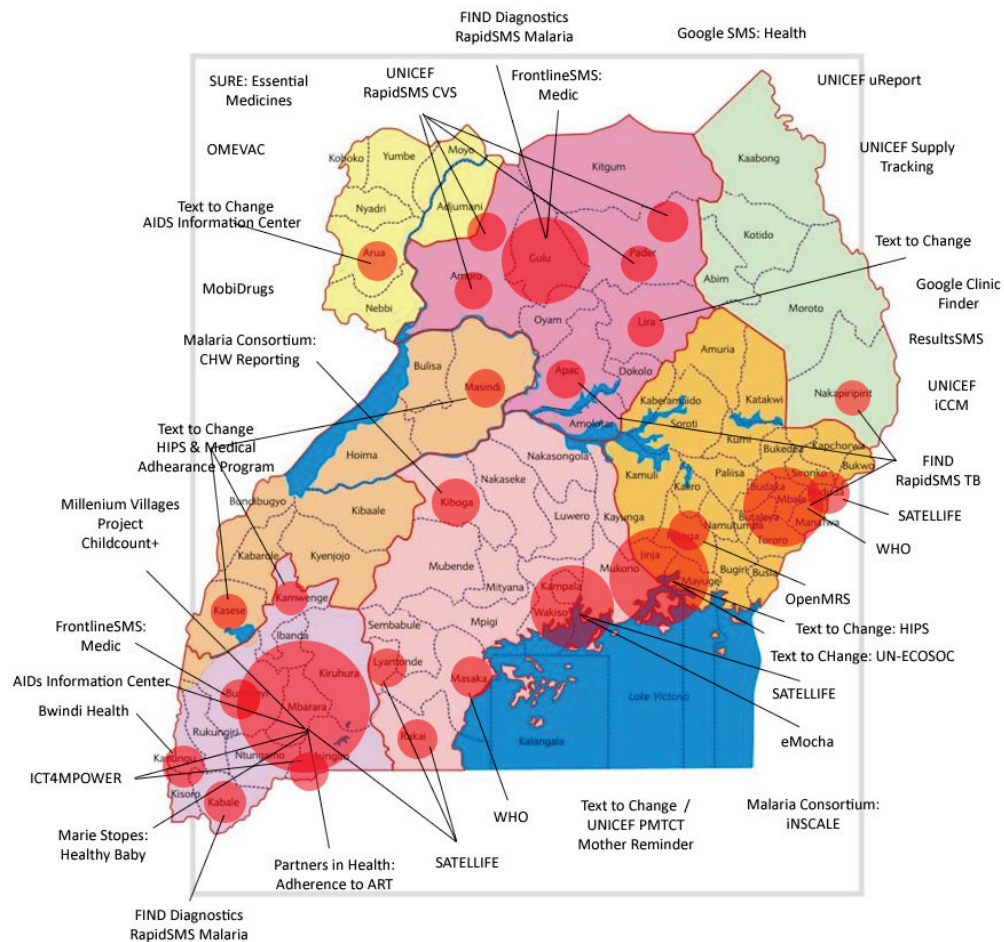 FIND Diagnostics
RapidSMS Malaria
Google SMS: Health
UNICEF
RapidSMS CVS
FrontlineSMS:
Medic
SURE: Essential
Medicines
UNICEF uReport
OMEVAC
UNICEF Supply
Tracking
Text to Change
AIDS Information Center
Text to Change
MobiDrugs
Google Clinic
Finder
Malaria Consortium:
CHW Reporting
ResultsSMS
UNICEF
iCCM
Text to Change
HIPS & Medical
Adhearance Program
FIND
RapidSMS TB
Millenium Villages
Project
Childcount+
SATELLIFE
WHO
OpenMRS
FrontlineSMS:
Medic
Text to Change: HIPS
Text to CHange: UN-ECOSOC
AIDs Information Center
SATELLIFE
Bwindi Health
eMocha
ICT4MPOWER
Marie Stopes:
Healthy Baby
Partners in Health:
Adherence to ART
SATELLIFE
WHO
Text to Change /
UNICEF PMTCT
Mother Reminder
Malaria Consortium:
iNSCALE
FIND Diagnostics
RapidSMS Malaria
Koboko
Yumbe
Moyo
Nyadri
Adjumani
Arua
Nebbi
Kitgum
Gulu
Pader
Amoro
Oyam
Lira
Apac
Dokolo
Amolotar
Kaabong
Kotido
Abim
Moroto
Nakapiripirit
Bulisa
Masindi
Hoima
Bundibugyo
Kibaale
Kabarole
Kyenjojo
Kasese
Amuria
Kaberamaido
Katakwi
Soroti
Kumi
Bukedea
Kapchorwa
Sironko
Bukwo
Kamuli
Pallisa
Budaka
Mbale
Kaliro
Namutumba
Butaleja
Manafwa
Tororo
Jinja
Mayuge
Bugiri
Busia
Nakasongola
Nakaseke
Kiboga
Luwero
Kayunga
Mubende
Mityana
Mukono
Kampala
Wakiso
Mpigi
Sembabule
Lyantonde
Masaka
Rakai
Kalangala
Lake Victoria
Kamwenge
Ibanda
Kiruhura
Mbarara
Rukungiri
Ntungamo
Kanungu
Kisoro
Kabale